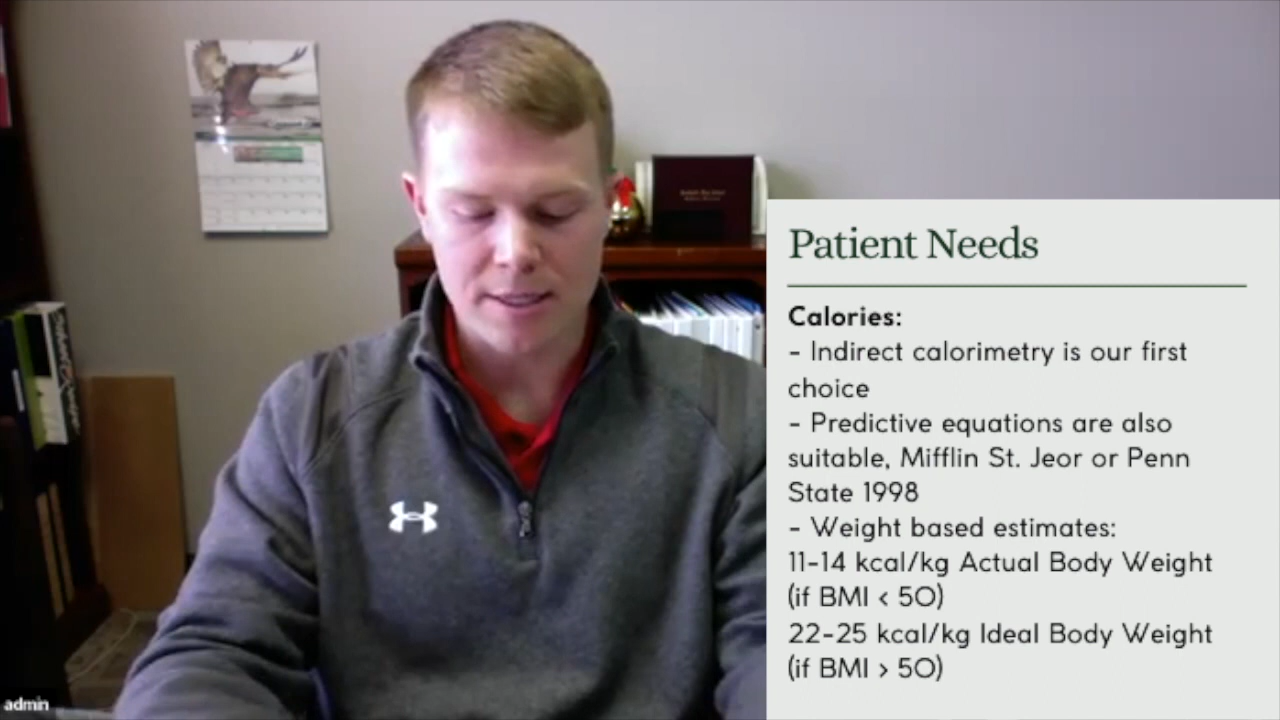 Patient Needs
Calories:
- Indirect calorimetry is our first
choice
- Predictive equations are also
suitable, Mifflin St. Jeor or Penn
State 1998
- Weight based estimates:
11-14 kcal/kg Actual Body Weight
(if BMI < 50)
22-25 kcal/kg Ideal Body Weight
(if BMI > 50)
admin